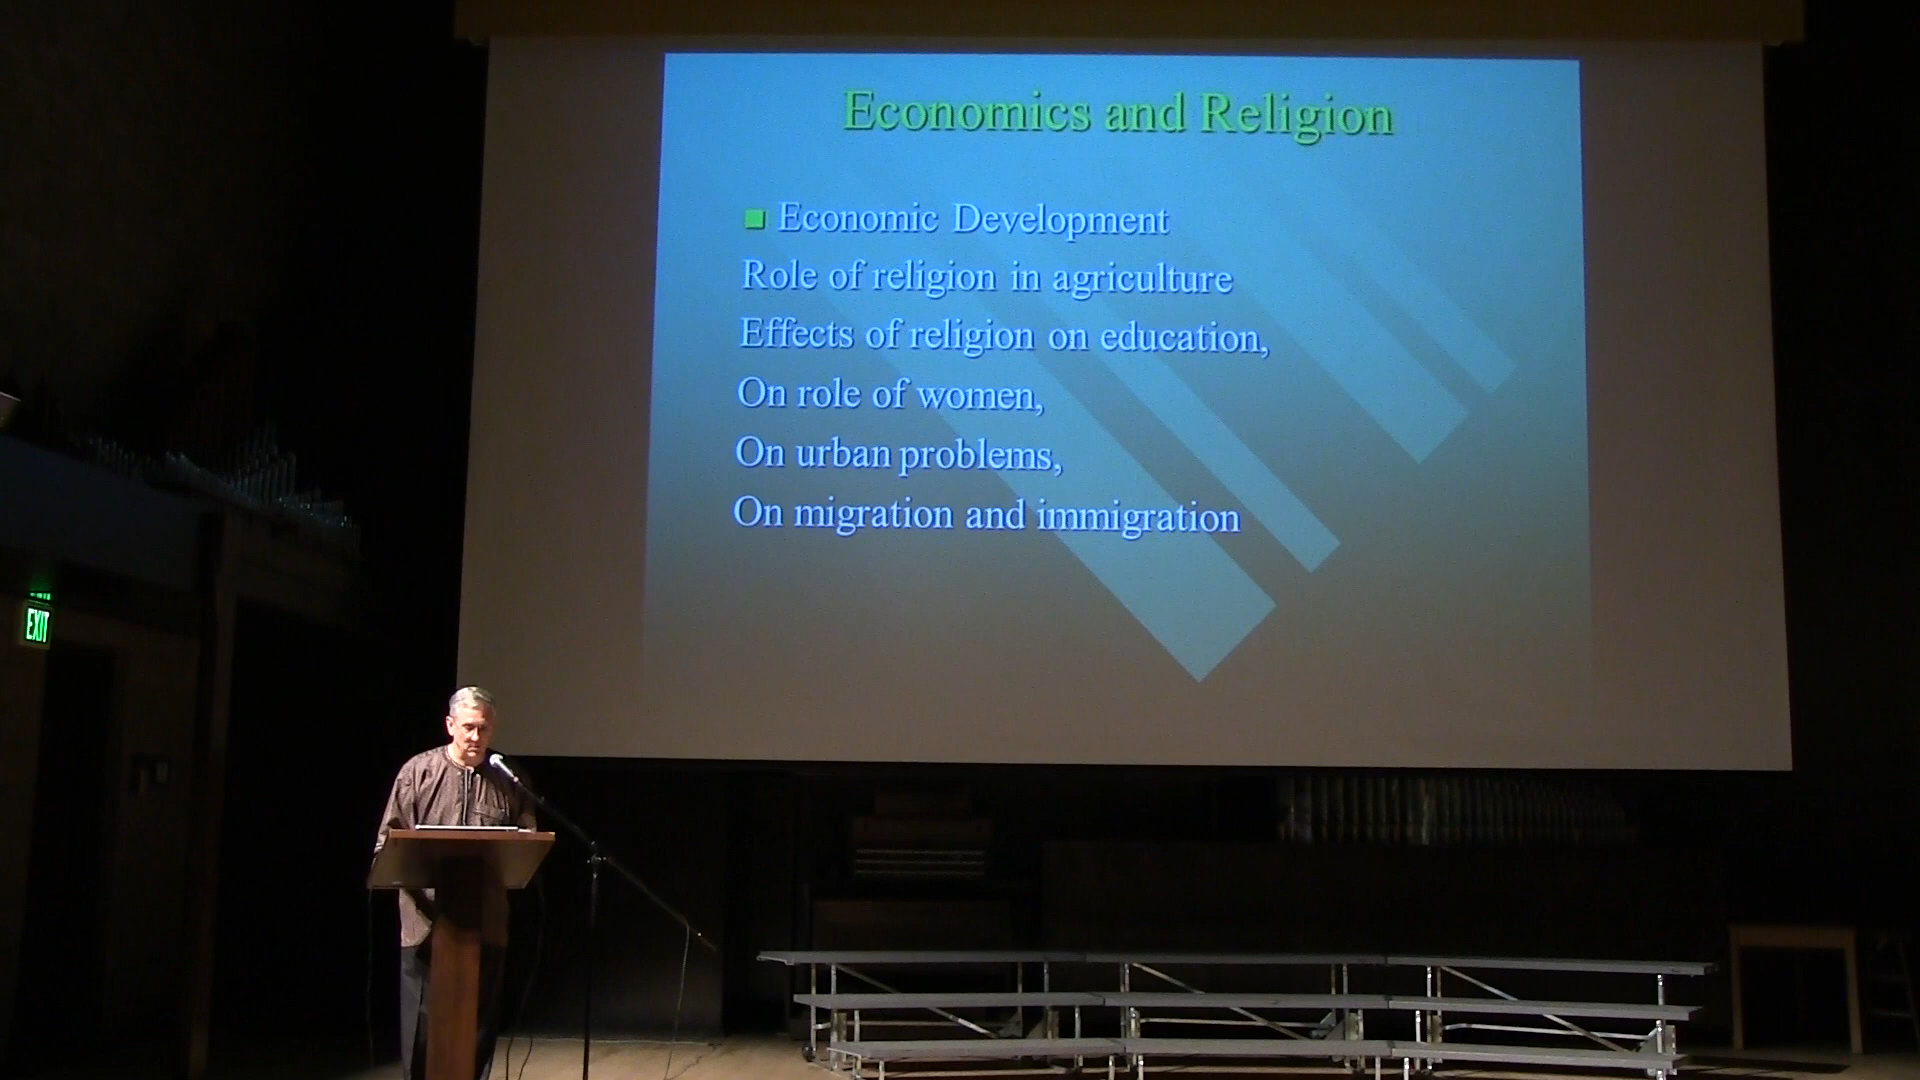 Economics and Religion
Economic Development
Role of religion in agriculture
Effects of religion on education,
On role of women,
On urban problems,
On migration and immigration
EXIT